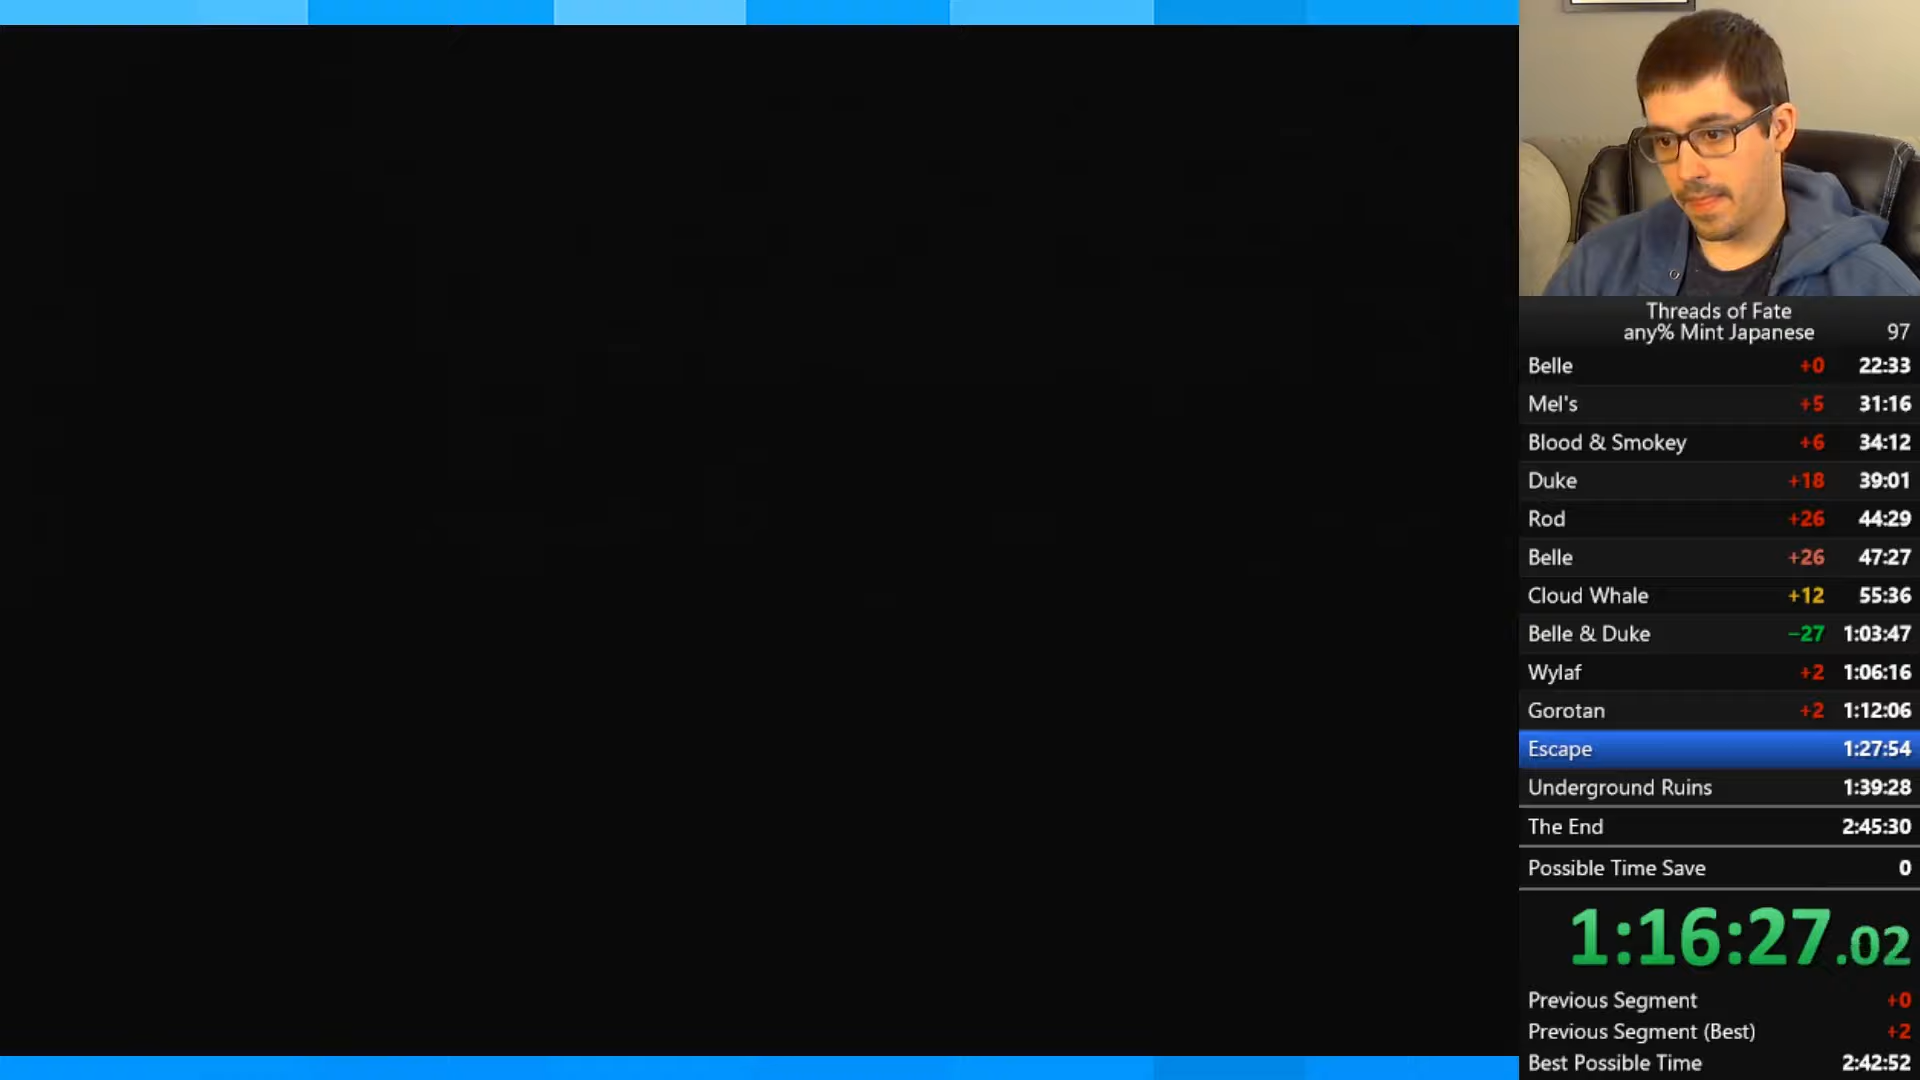 Threads of Fate
any% Mint Japanese 97
Belle +0 22:33
Mel's +5 31:16
Blood & Smokey +6 34:12
Duke +18 39:01
Rod +26 44:29
Belle +26 47:27
Cloud Whale +12 55:36
Belle & Duke −27 1:03:47
Wylaf +2 1:06:16
Gorotan +2 1:12:06
Escape 1:27:54
Underground Ruins 1:39:28
The End 2:45:30
Possible Time Save 0
1:16:27.02
Previous Segment +0
Previous Segment (Best) +2
Best Possible Time 2:42:52